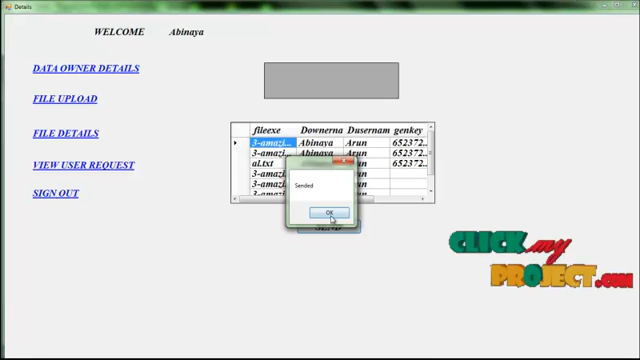 Details
WELCOME Abinaya
DATA OWNER DETAILS
FILE UPLOAD
FILE DETAILS
VIEW USER REQUEST
SIGN OUT
fileexe Downerna Dusernam genkey
3-amazi... Abinaya Arun 652372...
3-amazi... Arun 652372...
al.txt Arun 652372...
3-amazi...
3-amazi...
Sended
OK
SEND
CLICK my
PROJECT.com